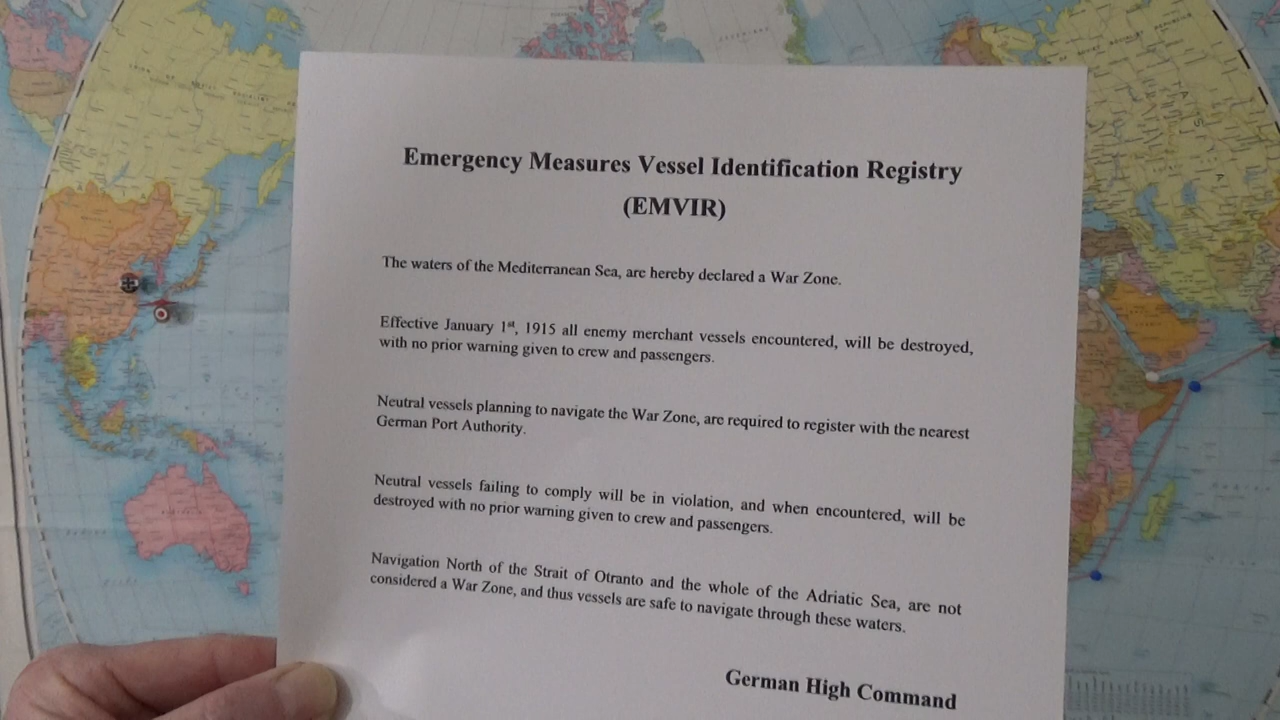 Emergency Measures Vessel Identification Registry
(EMVIR)
The waters of the Mediterranean Sea, are hereby declared a War Zone.
Effective January 1st, 1915 all enemy merchant vessels encountered, will be destroyed,
with no prior warning given to crew and passengers.
Neutral vessels planning to navigate the War Zone, are required to register with the nearest
German Port Authority.
Neutral vessels failing to comply will be in violation, and when encountered, will be
destroyed with no prior warning given to crew and passengers.
Navigation North of the Strait of Otranto and the whole of the Adriatic Sea, are not
considered a War Zone, and thus vessels are safe to navigate through these waters.
German High Command